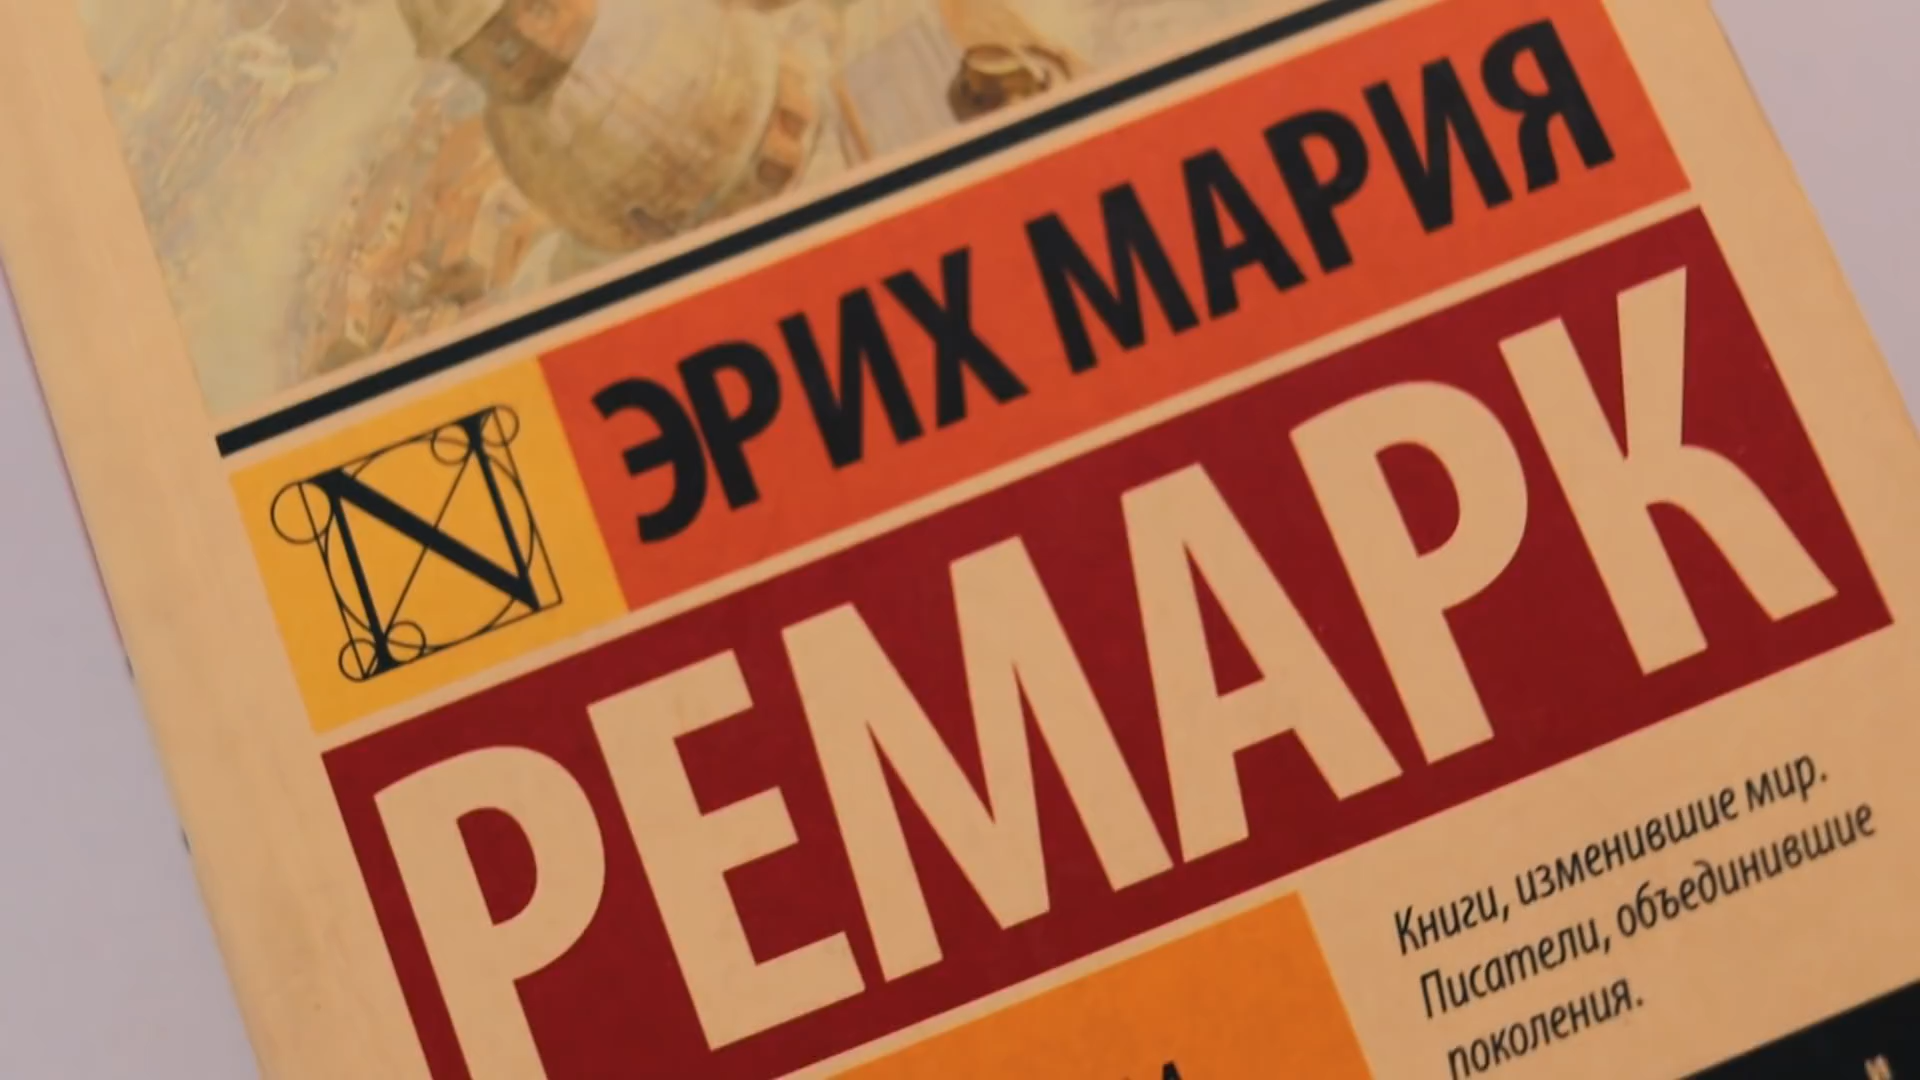 ЭРИХ МАРИЯ
N
РЕМАРК
Книги, изменившие мир.
Писатели, объединившие
поколения.